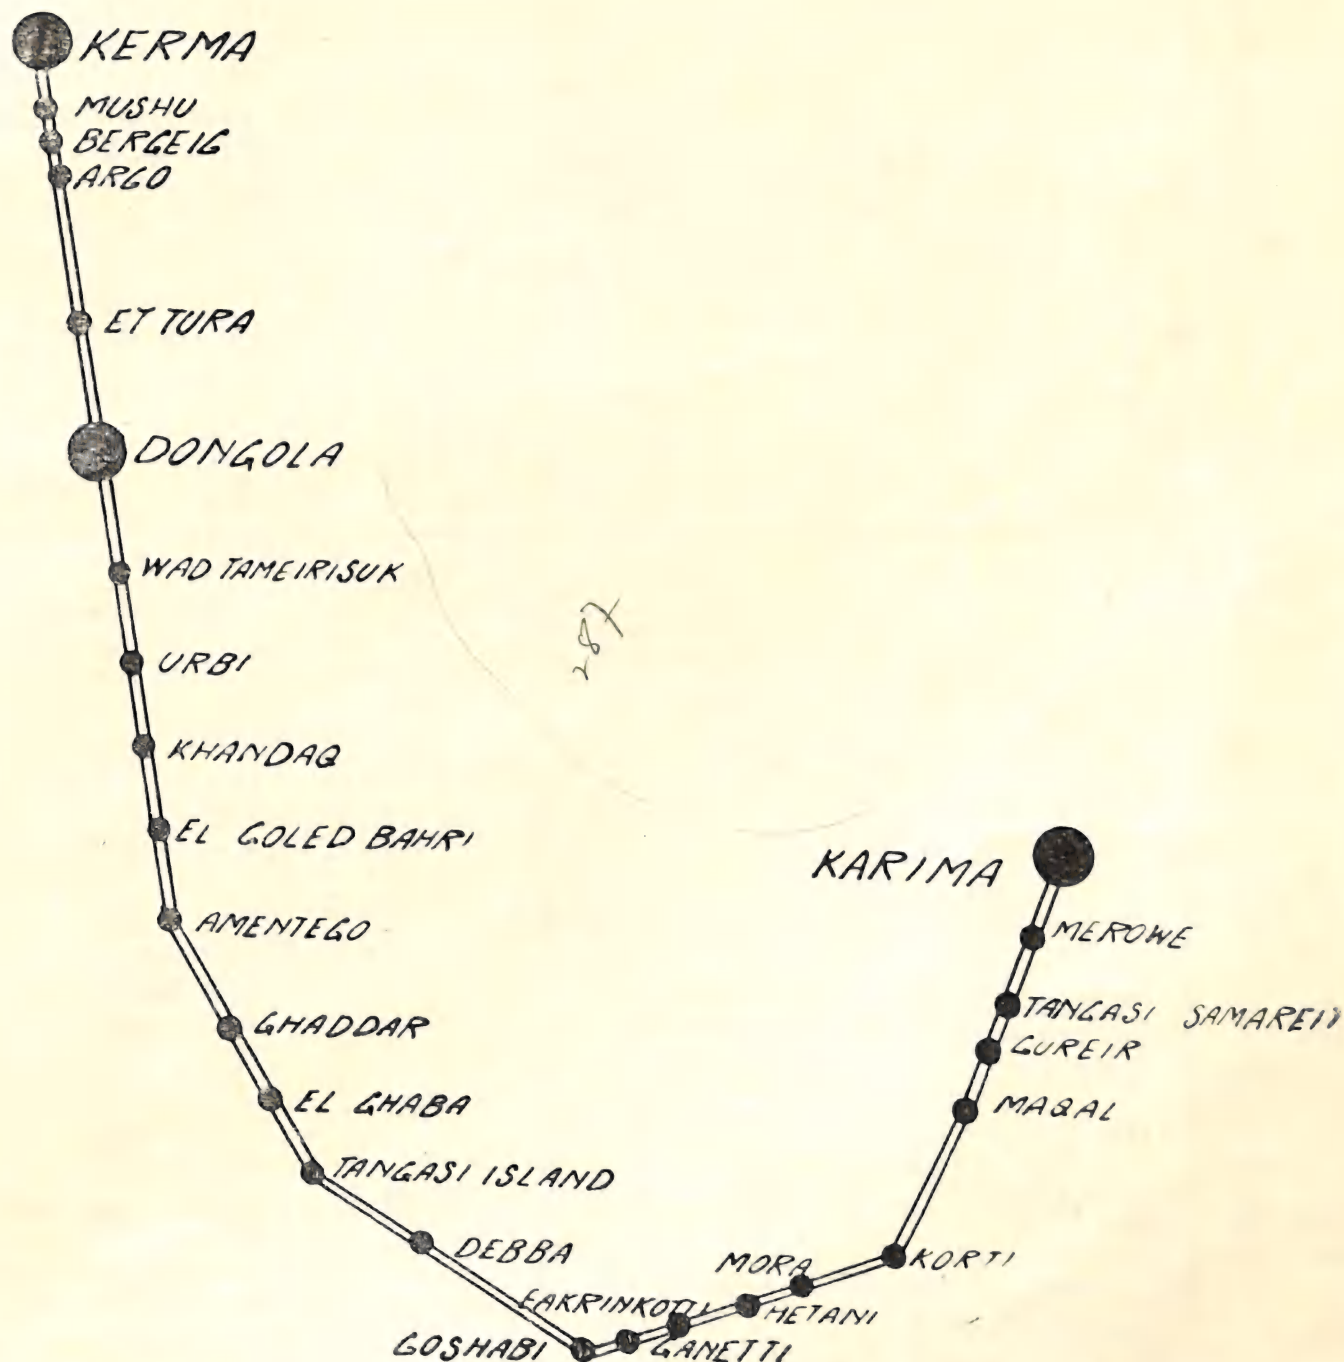 KERMA
MUSHU
BERGEIG
ARGO
ET TURA
DONGOLA
WAD TAMEIRISUK
URBI
287
KHANDAQ
EL GOLED BAHRI
KARIMA
AMENTEGO
MEROWE
TANGASI SAMAREIT
GHADDAR
GUREIR
EL GHABA
MAQAL
TANGASI ISLAND
DEBBA
KORTI
MORA
HETANI
GOSHABI
GANETTI